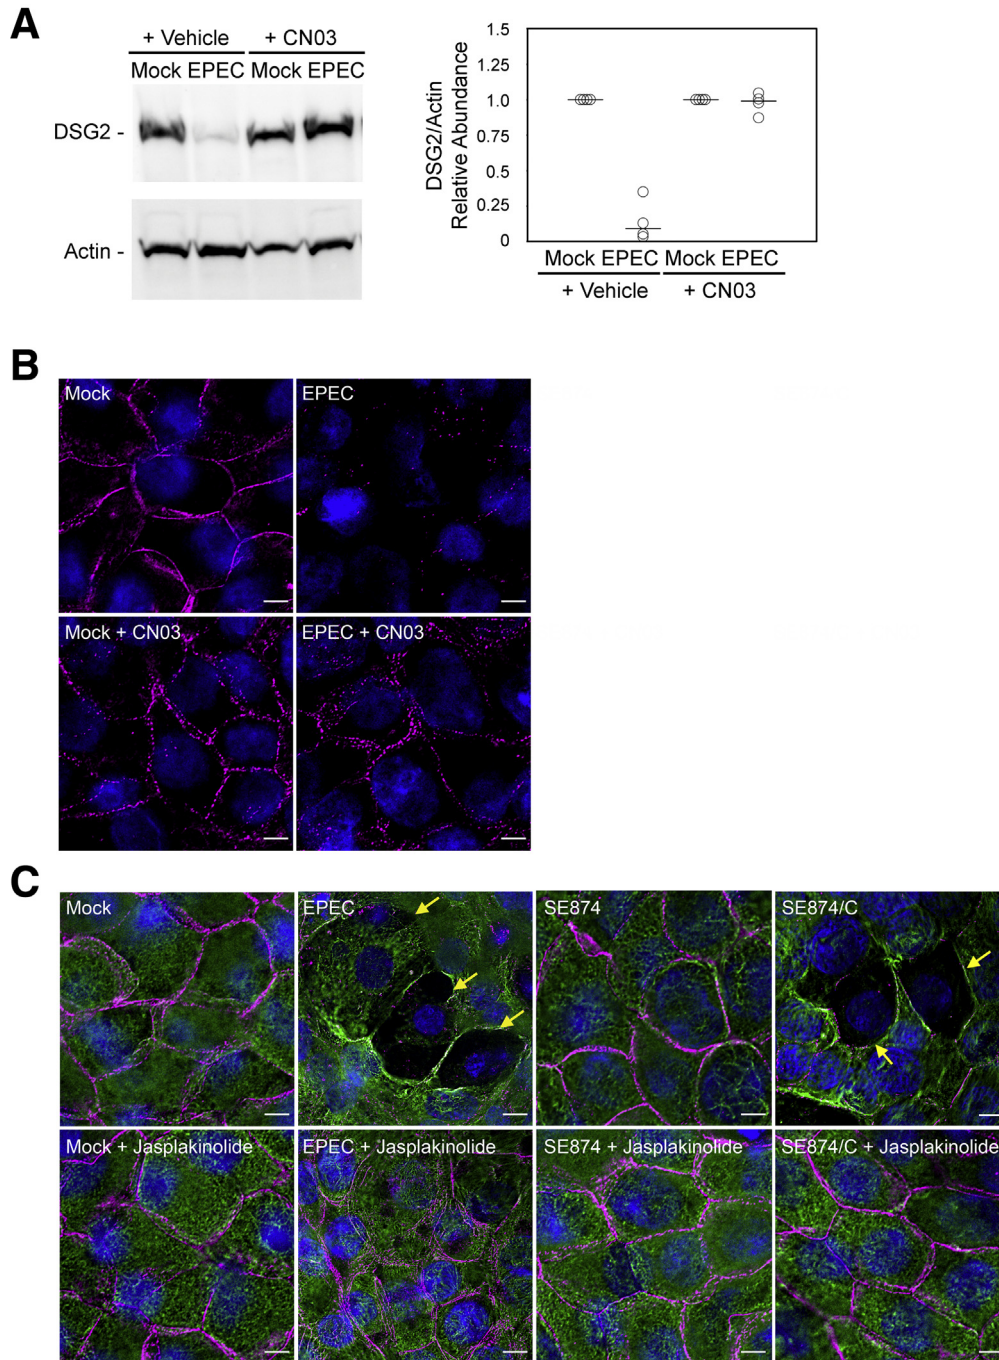 A
+ Vehicle + CN03
Mock EPEC Mock EPEC
DSG2 -
Actin -
DSG2/Actin
Relative Abundance
1.5
1.25
1.0
0.75
0.5
0.25
0
Mock EPEC Mock EPEC
+ Vehicle + CN03
B
Mock EPEC
Mock + CN03 EPEC + CN03
C
Mock EPEC SE874 SE874/C
Mock + Jasplakinolide EPEC + Jasplakinolide SE874 + Jasplakinolide SE874/C + Jasplakinolide